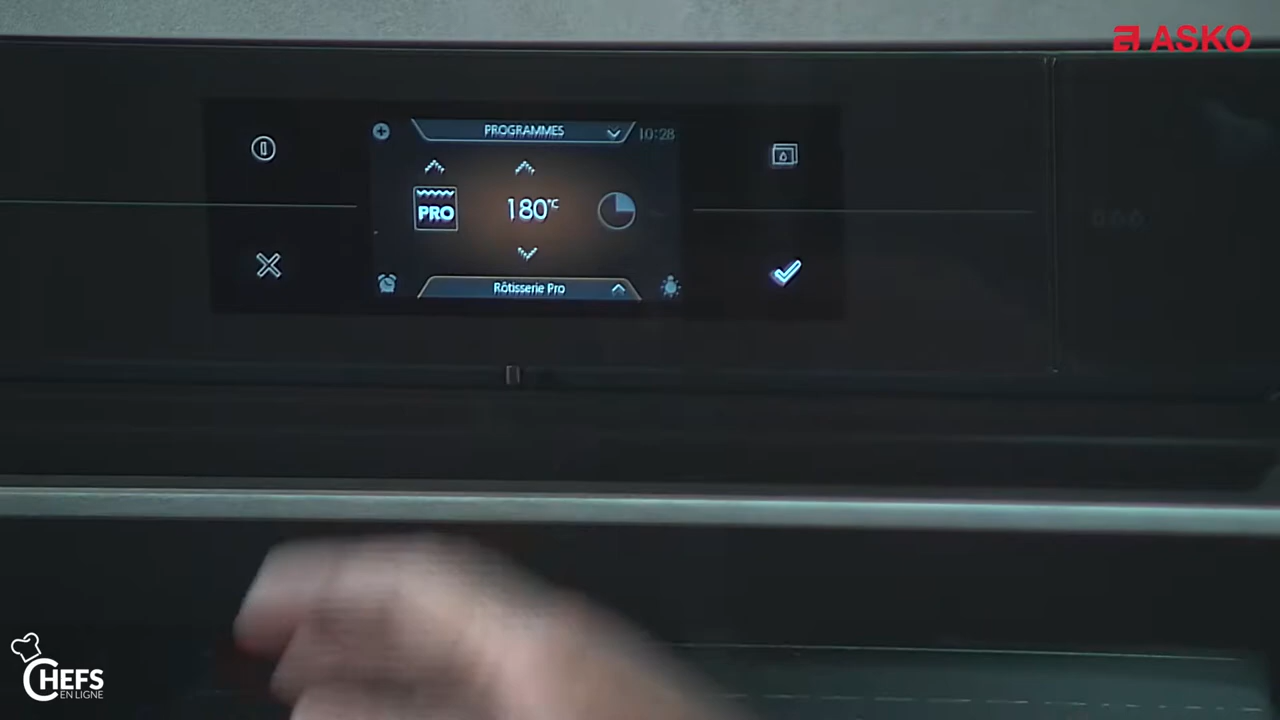 ASKO
PROGRAMMES
10:28
PRO
180°C
Rôtisserie Pro
CHEFS
EN LIGNE